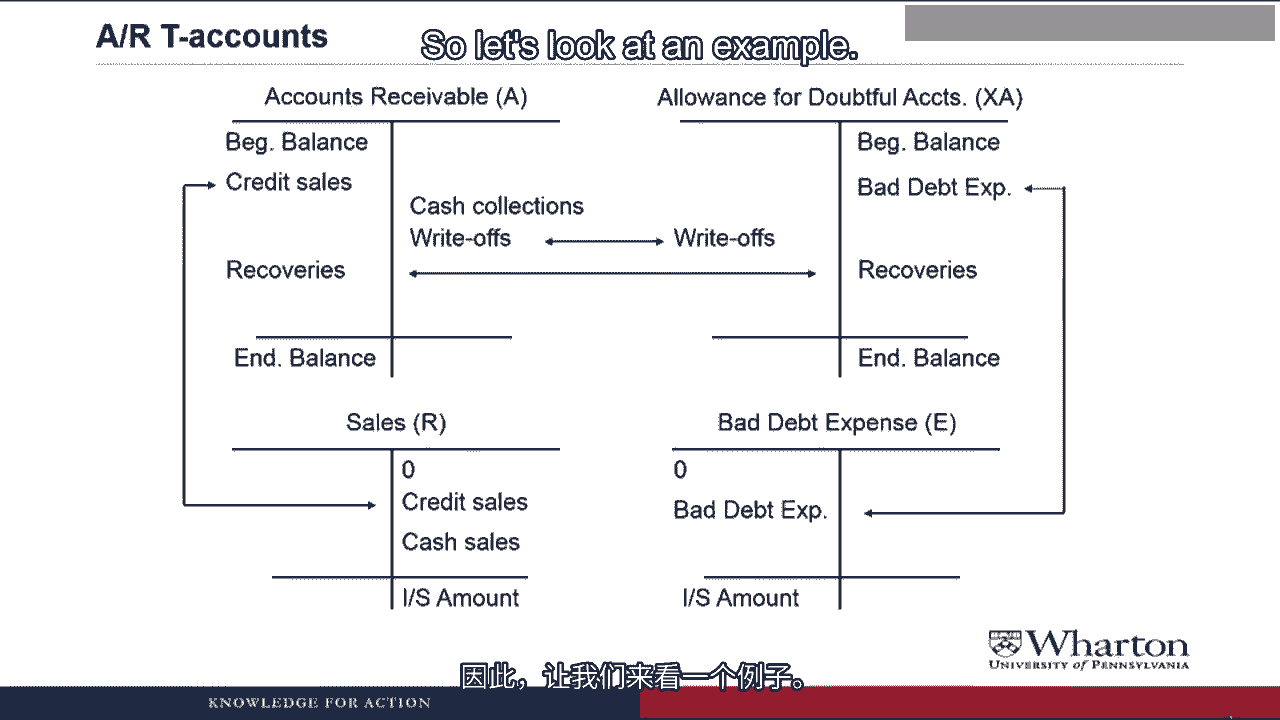 A/R T-accounts
So let's look at an example.
Accounts Receivable (A)
Allowance for Doubtful Accts. (XA)
Beg. Balance
Beg. Balance
Credit sales
Bad Debt Exp.
Cash collections
Write-offs
Write-offs
Recoveries
Recoveries
End. Balance
End. Balance
Sales (R)
Bad Debt Expense (E)
0
0
Credit sales
Bad Debt Exp.
Cash sales
I/S Amount
I/S Amount
Wharton
UNIVERSITY of PENNSYLVANIA
因此，让我们来看一个例子。
KNOWLEDGE FOR ACTION